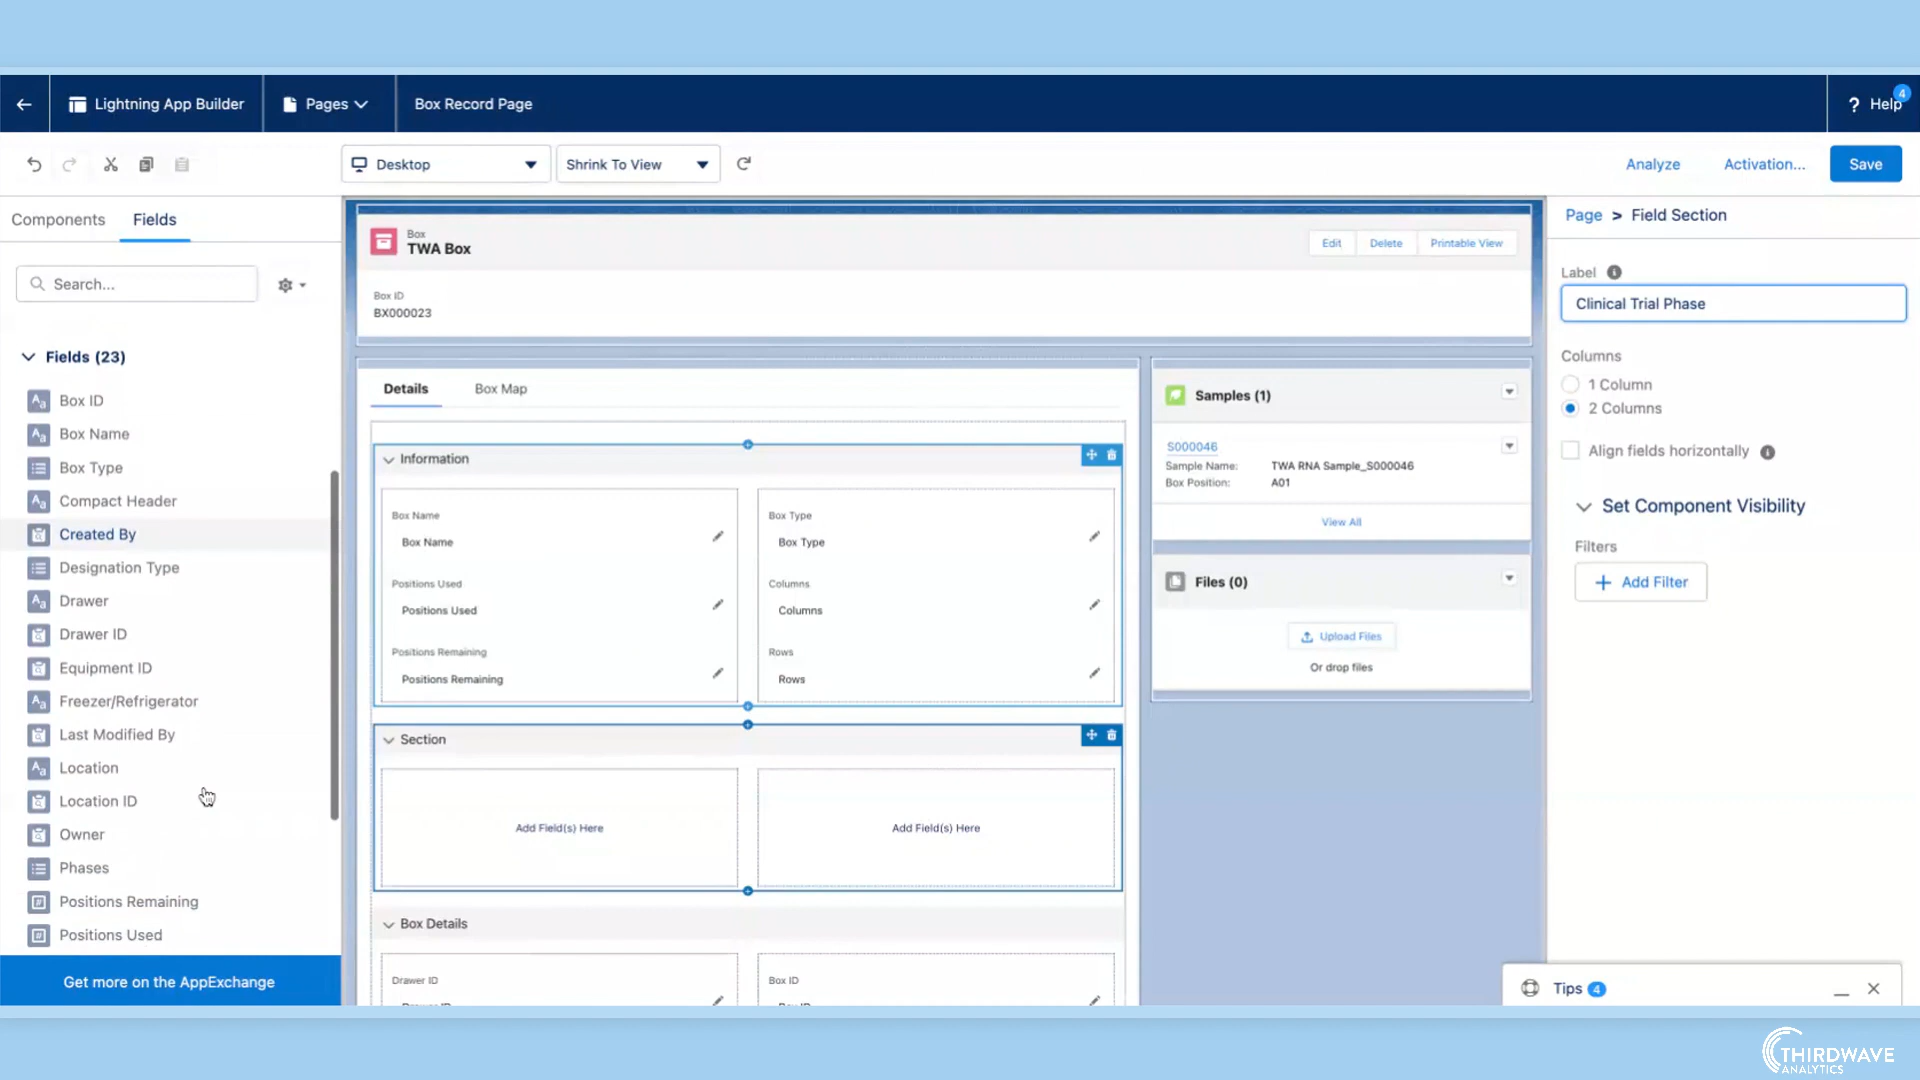 Lightning App Builder
Pages
Box Record Page
? Help
4
Desktop
Shrink To View
Analyze
Activation...
Save
Components
Fields
Search...
Fields (23)
Box ID
Box Name
Box Type
Compact Header
Created By
Designation Type
Drawer
Drawer ID
Equipment ID
Freezer/Refrigerator
Last Modified By
Location
Location ID
Owner
Phases
Positions Remaining
Positions Used
Get more on the AppExchange
Box
TWA Box
Edit
Delete
Printable View
Box ID
BX000023
Details
Box Map
Information
Box Name
Box Name
Box Type
Box Type
Positions Used
Positions Used
Columns
Columns
Positions Remaining
Positions Remaining
Rows
Rows
Section
Add Field(s) Here
Add Field(s) Here
Box Details
Drawer ID
Box ID
Samples (1)
S000046
Sample Name: TWA RNA Sample_S000046
Box Position: A01
View All
Files (0)
Upload Files
Or drop files
Page > Field Section
Label
Clinical Trial Phase
Columns
1 Column
2 Columns
Align fields horizontally
Set Component Visibility
Filters
+ Add Filter
Tips 4
THIRDWAVE
ANALYTICS